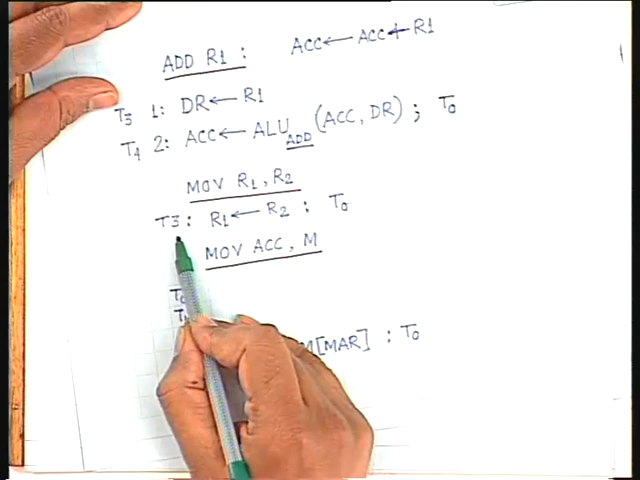 ADD R1 : ACC ← ACC + R1
T3 1: DR ← R1
T4 2: ACC ← ALU ADD (ACC, DR) ; T0
MOV R1, R2
T3: R1 ← R2 : T0
MOV ACC, M
M[MAR] : T0